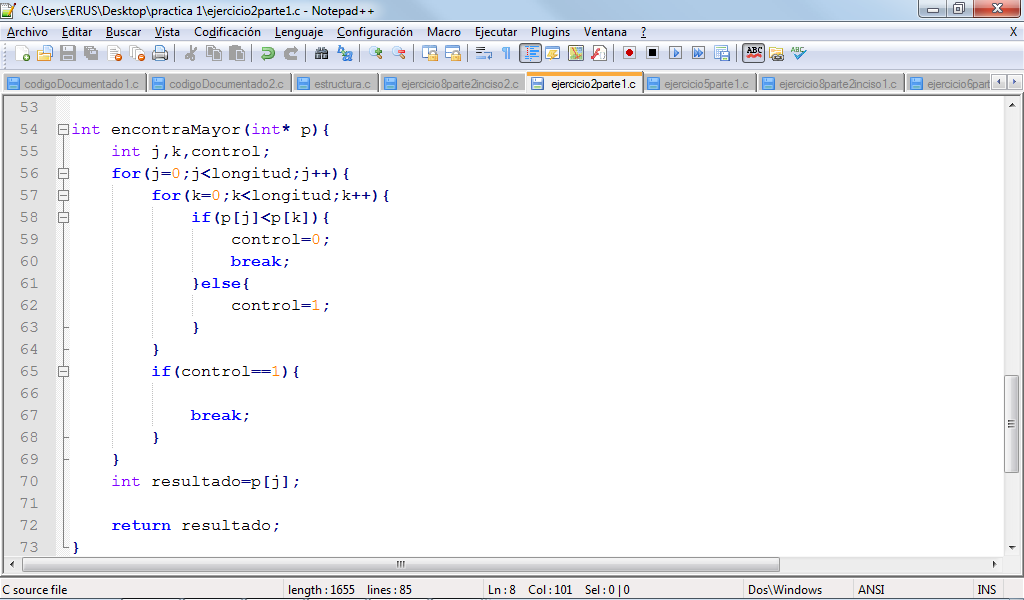 C:\Users\ERUS\Desktop\practica 1\ejercicio2parte1.c - Notepad++
Archivo Editar Buscar Vista Codificación Lenguaje Configuración Macro Ejecutar Plugins Ventana ? X
ABC ABC
codigoDocumentado1.c codigoDocumentado2.c estructura.c ejercicio8parte2inciso2.c ejercicio2parte1.c ejercicio5parte1.c ejercicio8parte2inciso1.c ejercicio6part
53
54 int encontraMayor(int* p){
55 int j,k,control;
56 for(j=0;j<longitud;j++){
57 for(k=0;k<longitud;k++){
58 if(p[j]<p[k]){
59 control=0;
60 break;
61 }else{
62 control=1;
63 }
64 }
65 if(control==1){
66
67 break;
68 }
69 }
70 int resultado=p[j];
71
72 return resultado;
73 }
C source file length : 1655 lines : 85 Ln : 8 Col : 101 Sel : 0 | 0 Dos\Windows ANSI INS